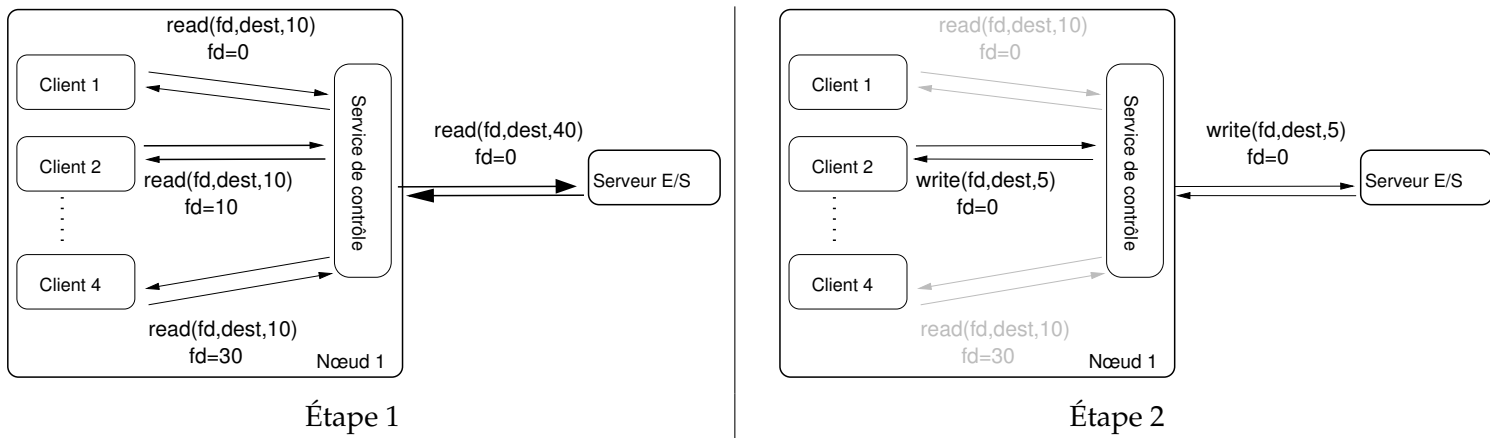 read(fd,dest,10)
fd=0
Client 1
Client 2
read(fd,dest,10)
fd=10
Client 4
read(fd,dest,10)
fd=30
Service de contrôle
Nœud 1
read(fd,dest,40)
fd=0
Serveur E/S
Étape 1
read(fd,dest,10)
fd=0
Client 1
Client 2
write(fd,dest,5)
fd=0
Client 4
read(fd,dest,10)
fd=30
Service de contrôle
Nœud 1
write(fd,dest,5)
fd=0
Serveur E/S
Étape 2